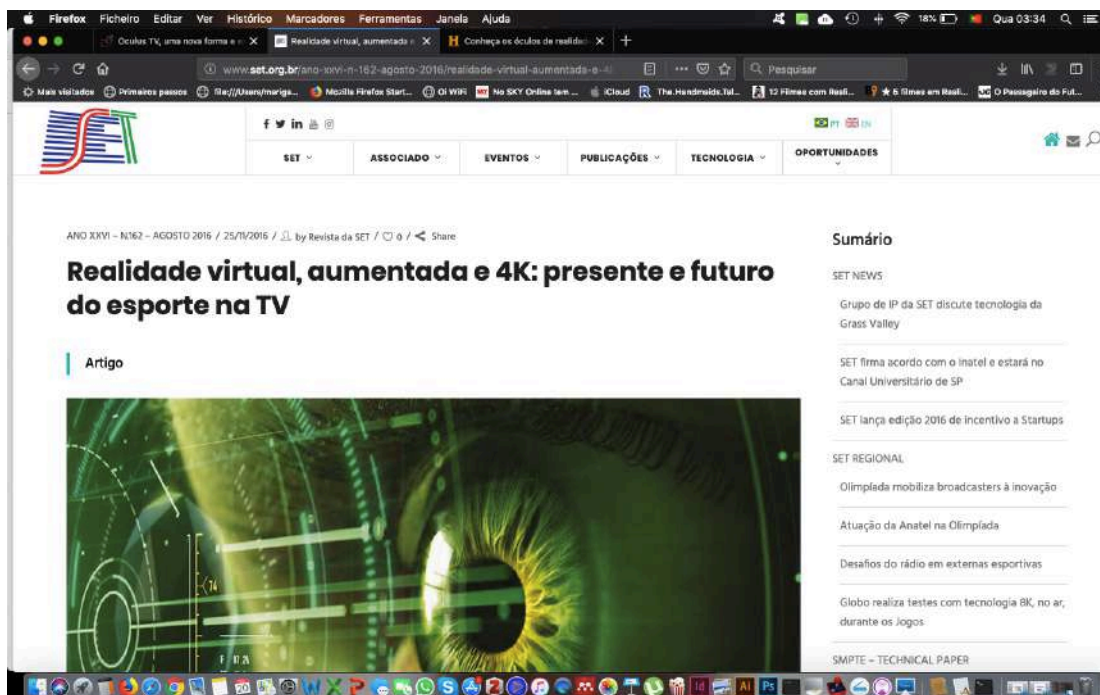 Firefox Ficheiro Editar Ver Histórico Marcadores Ferramentas Janela Ajuda 18% Qua 03:34
Oculus TV, uma nova forma e Realidade virtual, aumentada e Conheça os óculos de realidad
www.set.org.br/ano-xxvi-n-162-agosto-2016/realidade-virtual-aumentada-e-4 Pesquisar
Mais visitados Primeiros passos Mozilla Firefox Start... OI WiFi No SKY Online tem ... iCloud The.Handmaids.Tal... 12 Filmes com Reali... 6 filmes em Reali... O Passageiro do Fut...
SET
PT EN
SET ASSOCIADO EVENTOS PUBLICAÇÕES TECNOLOGIA OPORTUNIDADES
ANO XXVI – N.162 – AGOSTO 2016 / 25/11/2016 / by Revista da SET / 0 / Share
Realidade virtual, aumentada e 4K: presente e futuro
do esporte na TV
Artigo
74
Sumário
SET NEWS
Grupo de IP da SET discute tecnologia da
Grass Valley
SET firma acordo com o Inatel e estará no
Canal Universitário de SP
SET lança edição 2016 de incentivo a Startups
SET REGIONAL
Olimpíada mobiliza broadcasters à inovação
Atuação da Anatel na Olimpíada
Desafios do rádio em externas esportivas
Globo realiza testes com tecnologia 8K, no ar,
durante os Jogos
SMPTE – TECHNICAL PAPER